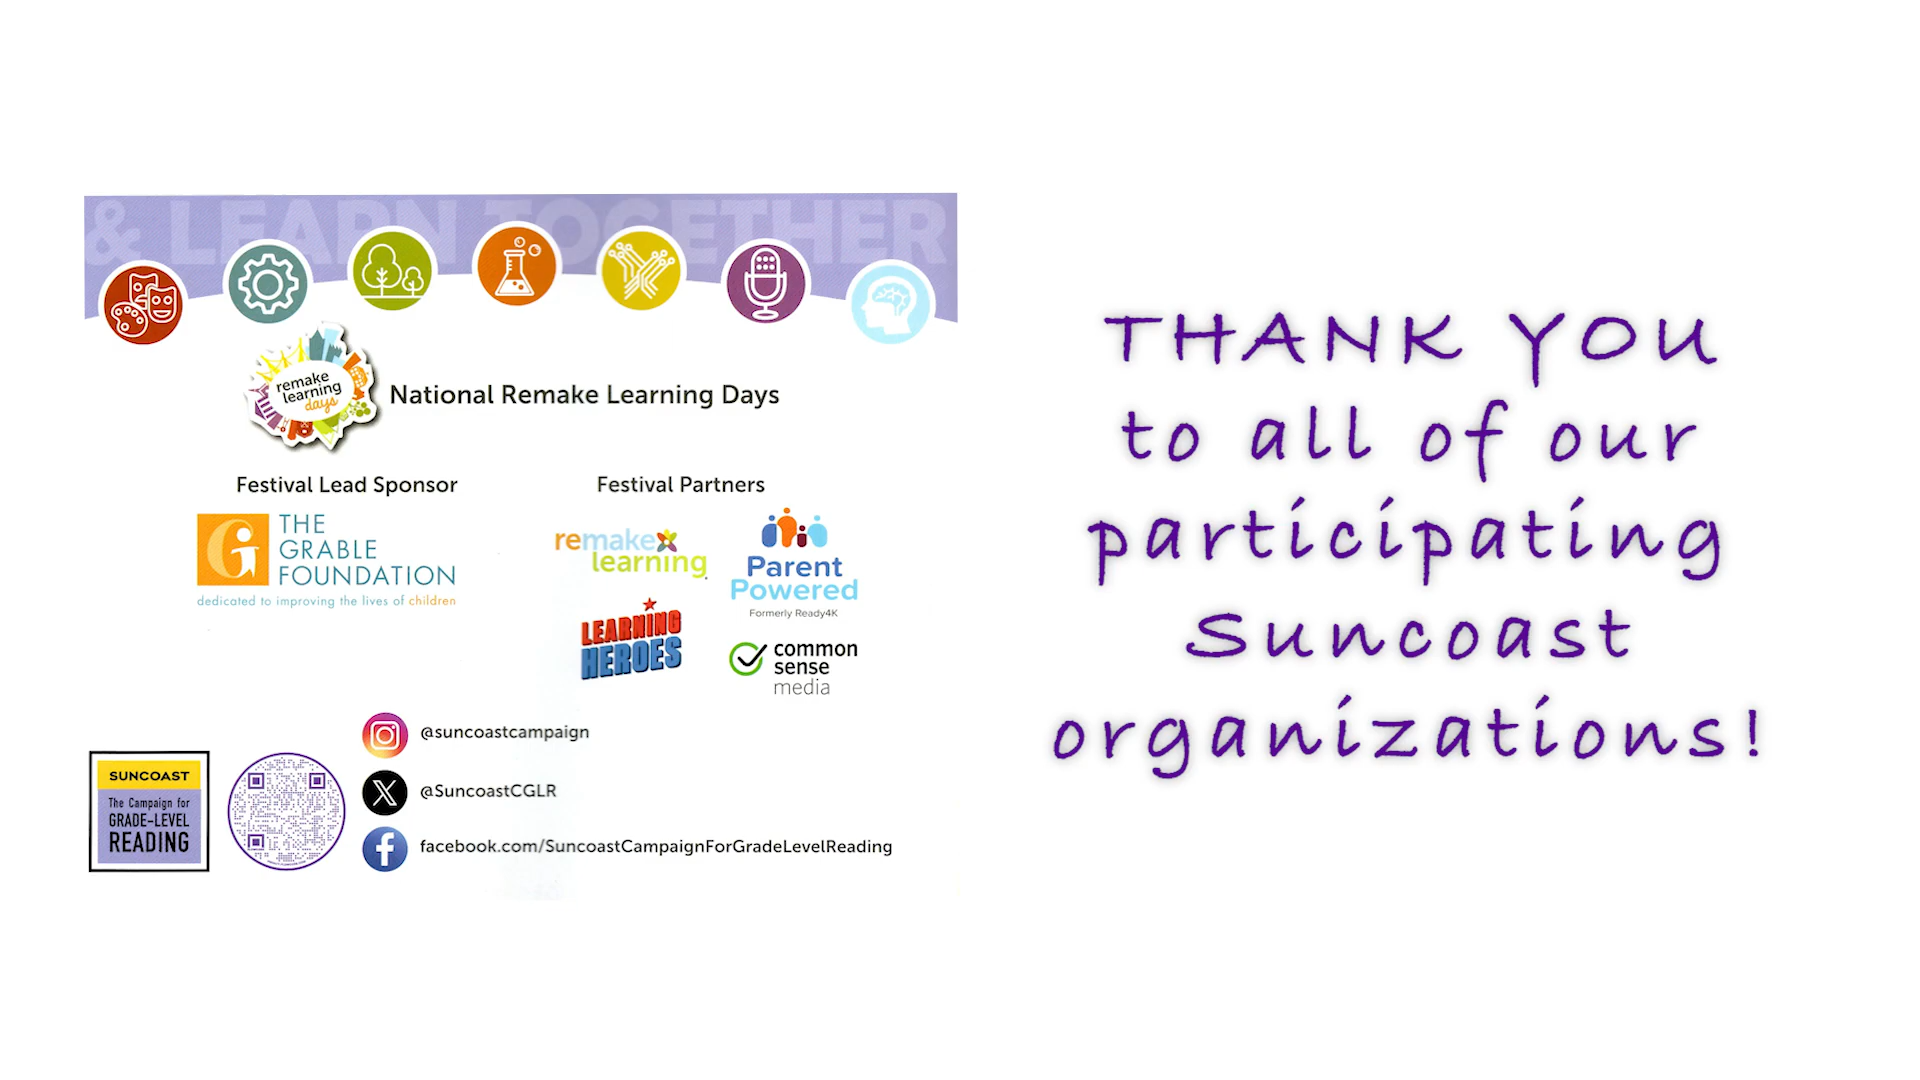 & LEARN TOGETHER
remake
learning
days
National Remake Learning Days
Festival Lead Sponsor
THE
GRABLE
FOUNDATION
dedicated to improving the lives of children
Festival Partners
remake
learning
Parent
Powered
Formerly Ready4K
LEARNING
HEROES
common
sense
media
@suncoastcampaign
@SuncoastCGLR
facebook.com/SuncoastCampaignForGradeLevelReading
SUNCOAST
The Campaign for
GRADE-LEVEL
READING
THANK YOU
to all of our
participating
Suncoast
organizations!